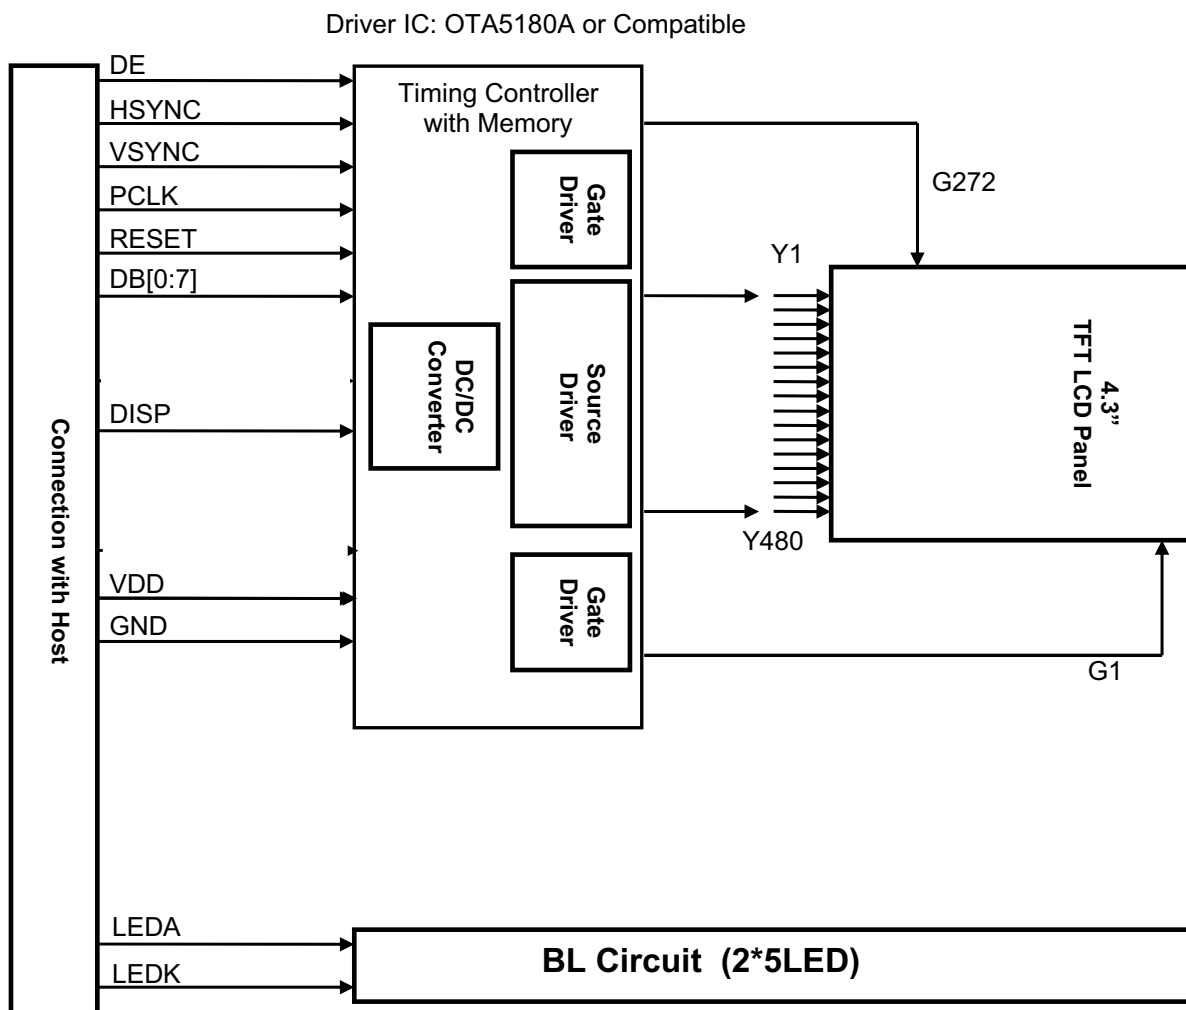 Driver IC: OTA5180A or Compatible
DE
HSYNC
VSYNC
PCLK
RESET
DB[0:7]
DISP
VDD
GND
LEDA
LEDK
Connection with Host
Timing Controller
with Memory
Gate
Driver
DC/DC
Converter
Source
Driver
Gate
Driver
G272
Y1
Y480
G1
4.3”
TFT LCD Panel
BL Circuit (2*5LED)